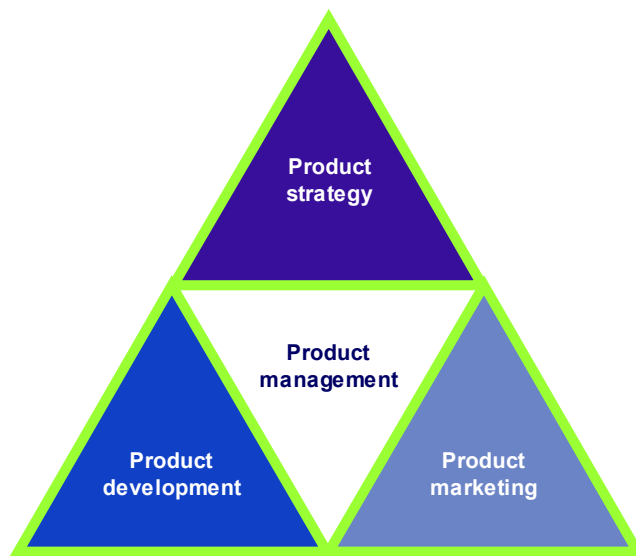 Product
strategy
Product
management
Product
development
Product
marketing